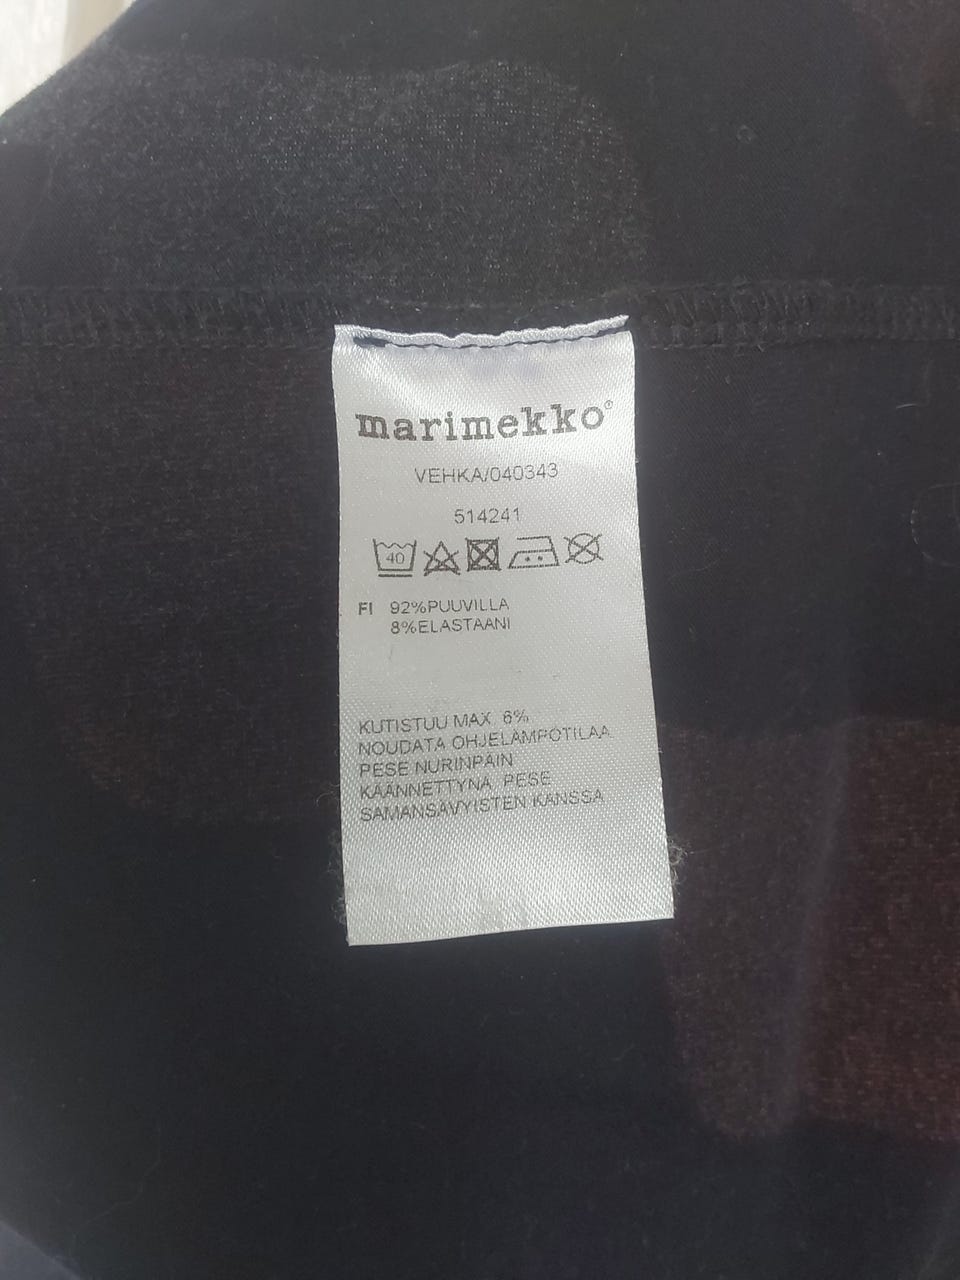 marimekko®
VEHKA/040343
514241
40
FI 92%PUUVILLA
8%ELASTAANI
KUTISTUU MAX. 6%
NOUDATA OHJELÄMPÖTILAA
PESE NURINPÄIN
KÄÄNNETTYNÄ. PESE
SAMANSÄVYISTEN KANSSA